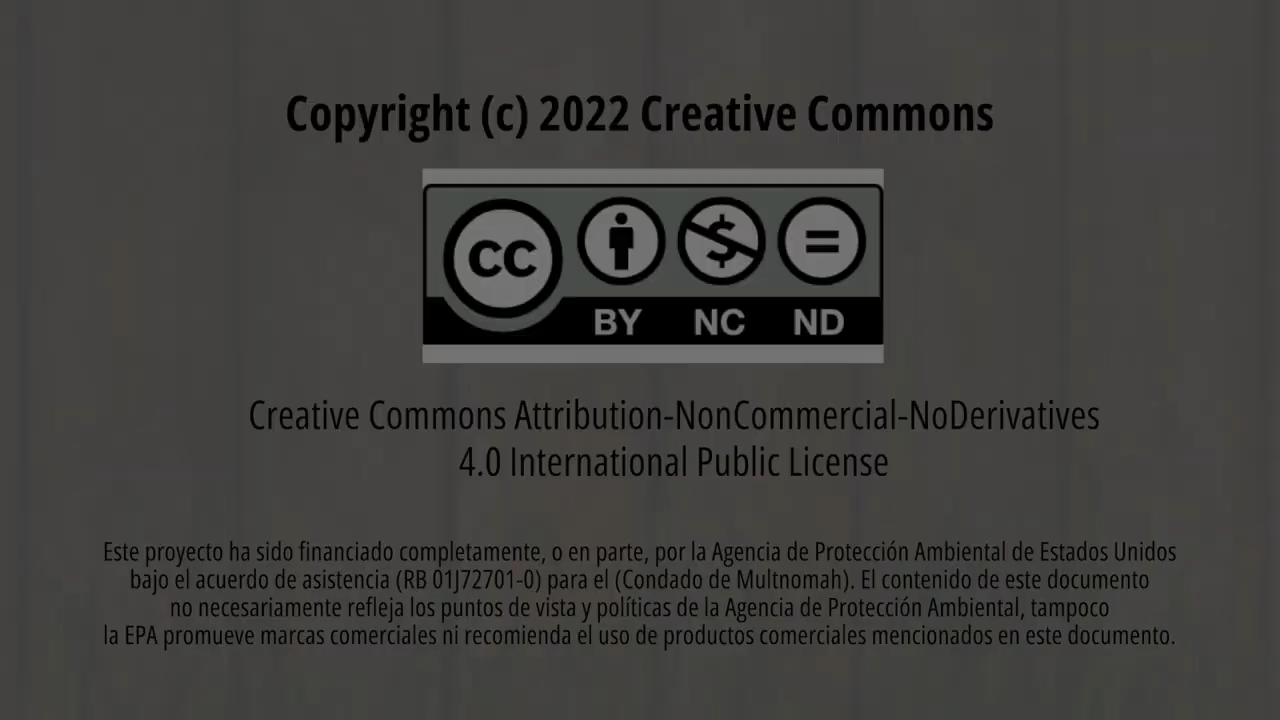 Copyright (c) 2022 Creative Commons
CC
BY NC ND
Creative Commons Attribution-NonCommercial-NoDerivatives
4.0 International Public License
Este proyecto ha sido financiado completamente, o en parte, por la Agencia de Protección Ambiental de Estados Unidos
bajo el acuerdo de asistencia (RB 01J72701-0) para el (Condado de Multnomah). El contenido de este documento
no necesariamente refleja los puntos de vista y políticas de la Agencia de Protección Ambiental, tampoco
la EPA promueve marcas comerciales ni recomienda el uso de productos comerciales mencionados en este documento.